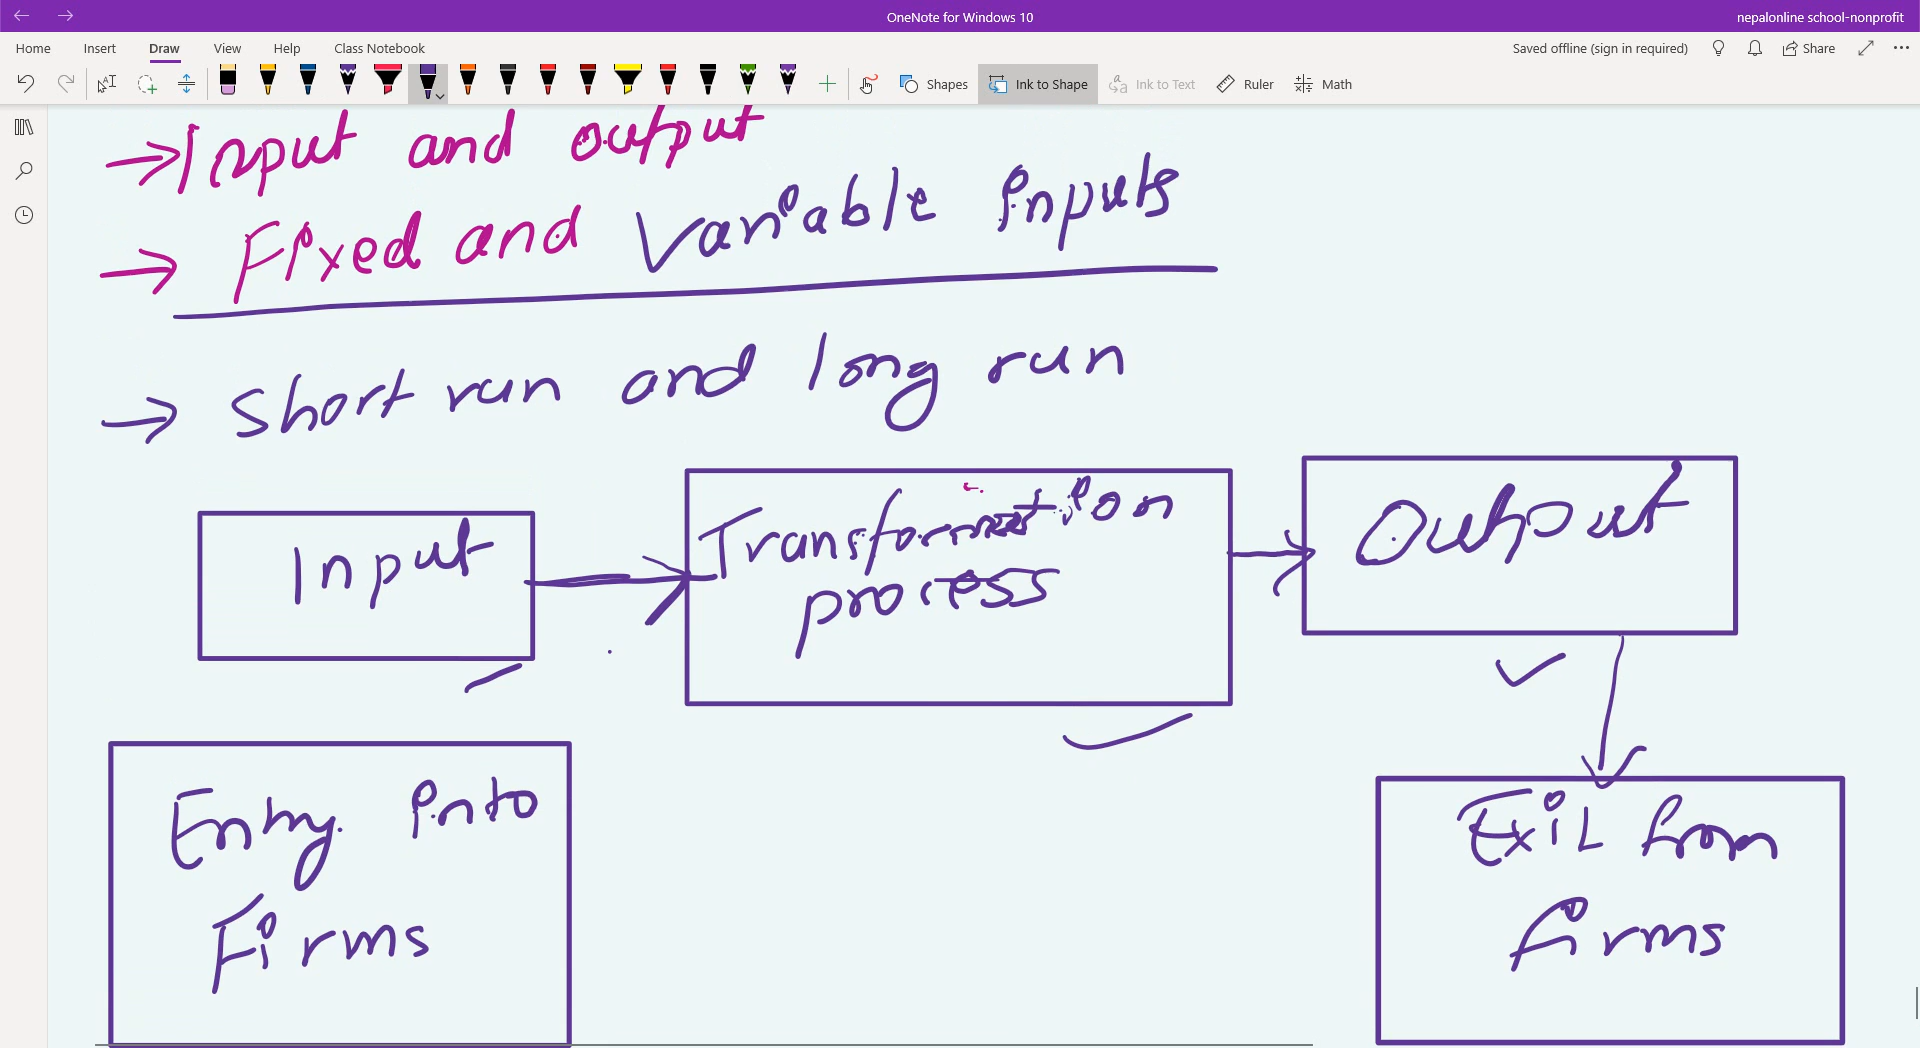 OneNote for Windows 10
nepalonline school-nonprofit
Home Insert Draw View Help Class Notebook
Saved offline (sign in required) Share
Shapes Ink to Shape Ink to Text Ruler Math
→ Input and output
→ Fixed and Variable inputs
→ Short run and long run
Input
Transformation
process
Output
Entry into
Firms
Exit from
firms